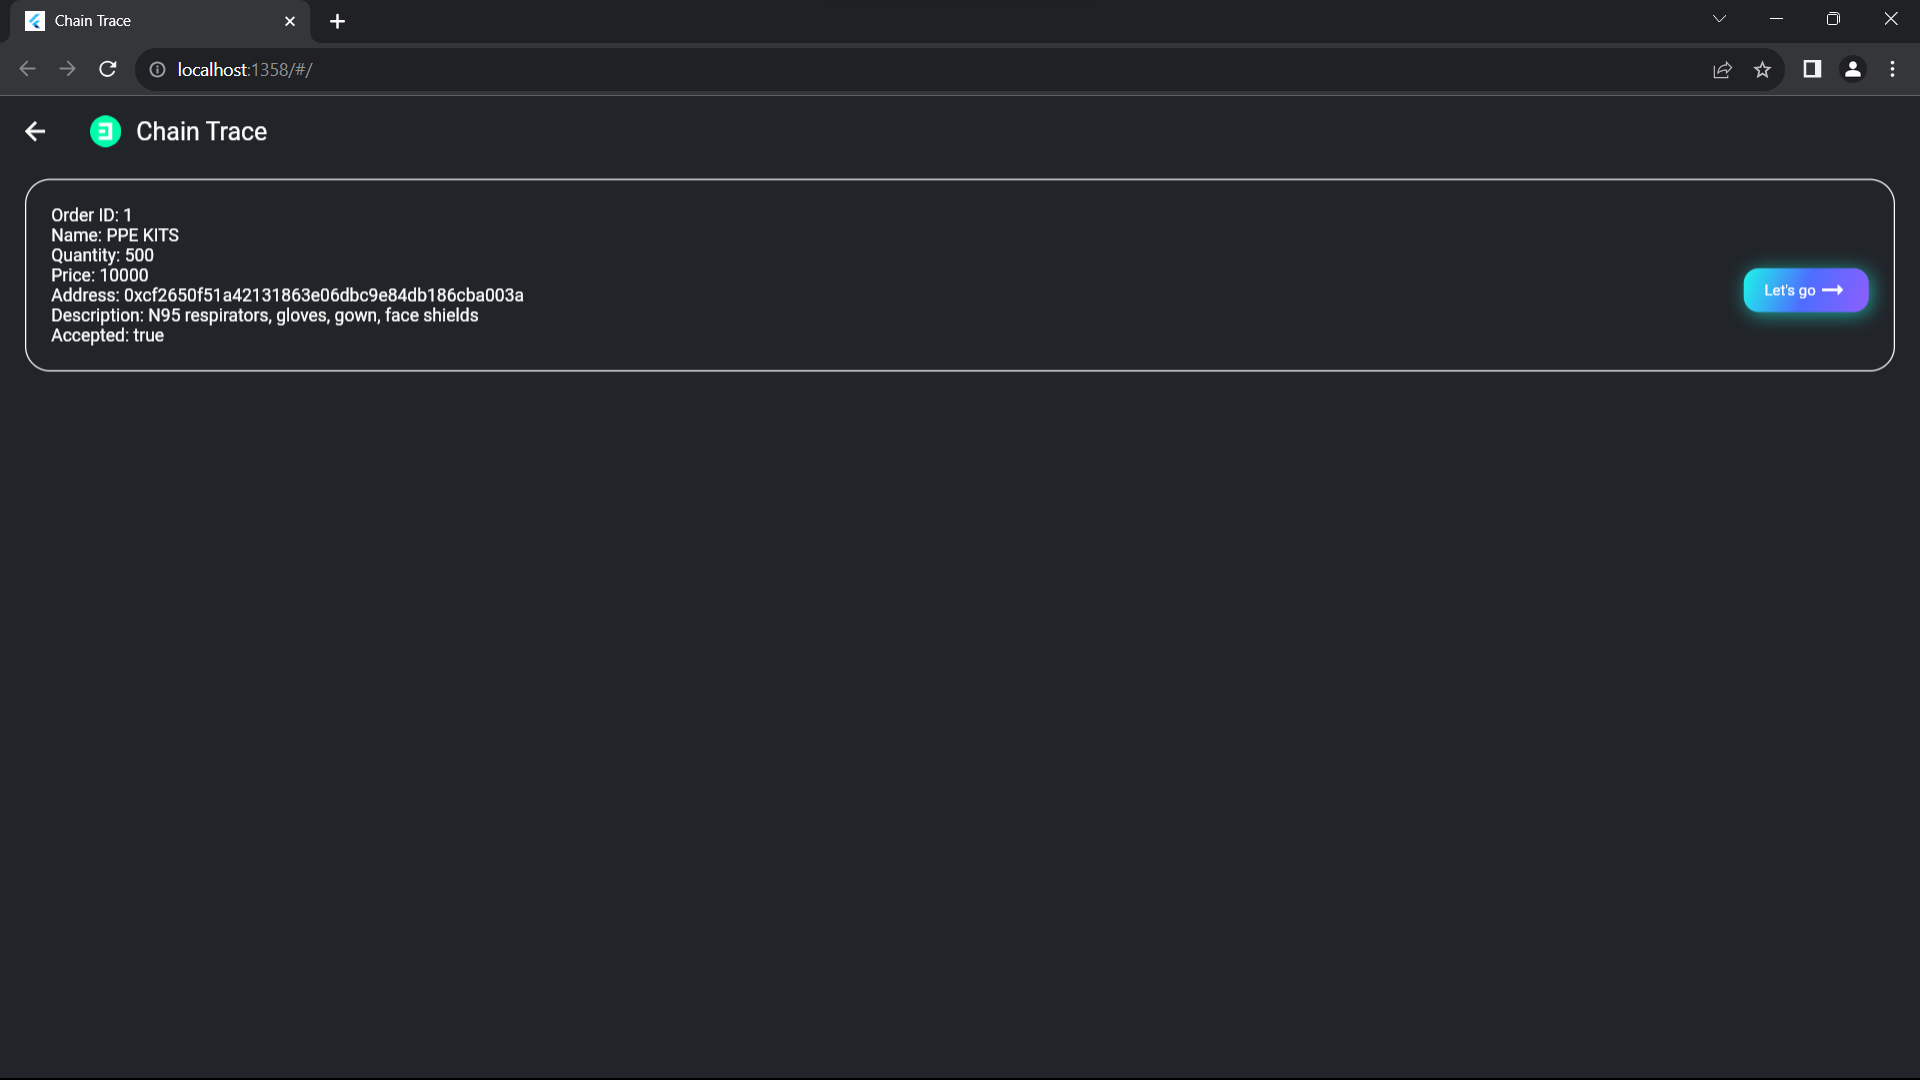 Chain Trace
localhost:1358/#/
Chain Trace
Order ID: 1
Name: PPE KITS
Quantity: 500
Price: 10000
Address: 0xcf2650f51a42131863e06dbc9e84db186cba003a
Description: N95 respirators, gloves, gown, face shields
Accepted: true
Let's go